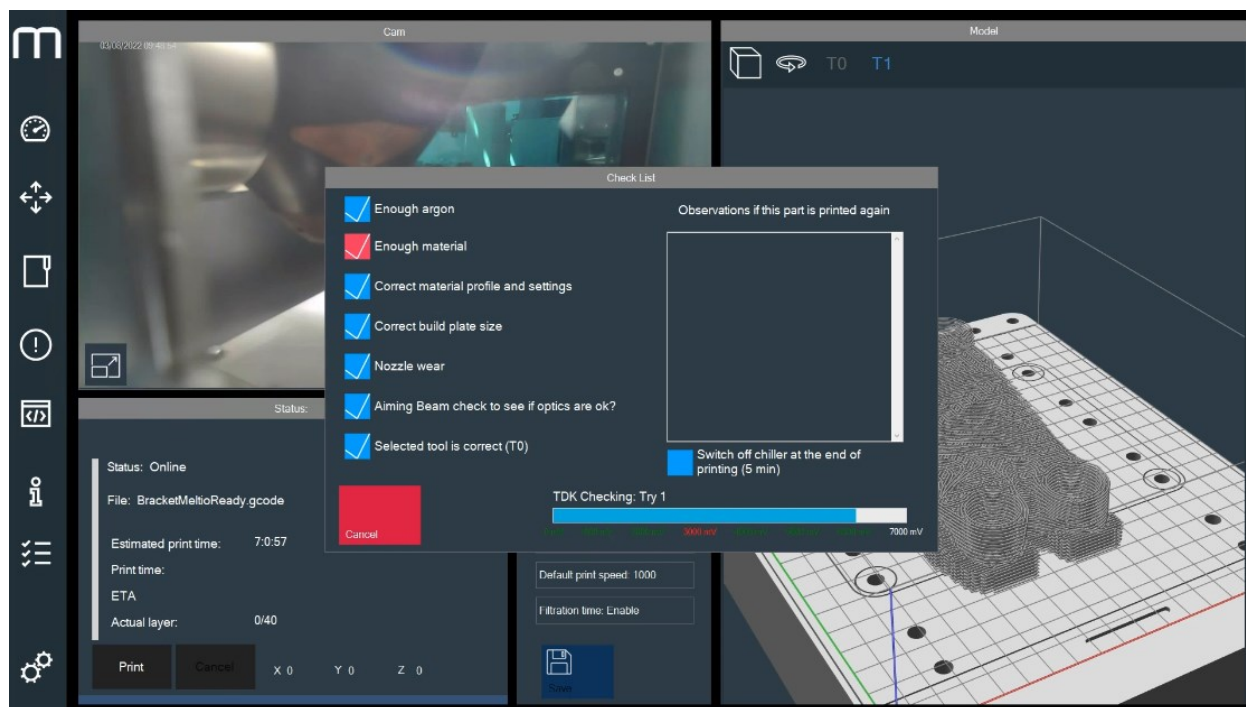 Cam
Model
T0 T1
Check List
Enough argon
Enough material
Correct material profile and settings
Correct build plate size
Nozzle wear
Aiming Beam check to see if optics are ok?
Selected tool is correct (T0)
Observations if this part is printed again
Switch off chiller at the end of
printing (5 min)
TDK Checking: Try 1
3000 mV
7000 mV
Cancel
Status:
Status: Online
File: BracketMeltioReady.gcode
Estimated print time: 7:0:57
Print time:
ETA
Actual layer: 0/40
Print Cancel X 0 Y 0 Z 0
Default print speed: 1000
Filtration time: Enable
Save